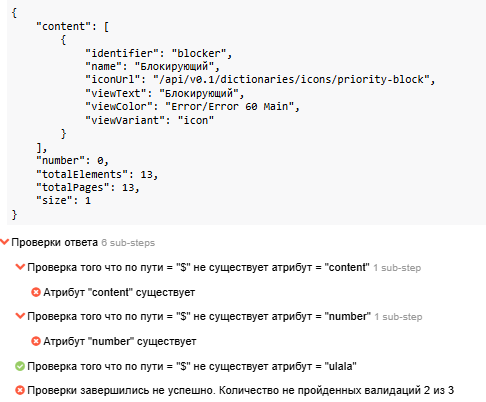 {
    "content": [
        {
            "identifier": "blocker",
            "name": "Блокирующий",
            "iconUrl": "/api/v0.1/dictionaries/icons/priority-block",
            "viewText": "Блокирующий",
            "viewColor": "Error/Error 60 Main",
            "viewVariant": "icon"
        }
    ],
    "number": 0,
    "totalElements": 13,
    "totalPages": 13,
    "size": 1
}
Проверки ответа 6 sub-steps
Проверка того что по пути = "$" не существует атрибут = "content" 1 sub-step
Атрибут "content" существует
Проверка того что по пути = "$" не существует атрибут = "number" 1 sub-step
Атрибут "number" существует
Проверка того что по пути = "$" не существует атрибут = "ulala"
Проверки завершились не успешно. Количество не пройденных валидаций 2 из 3